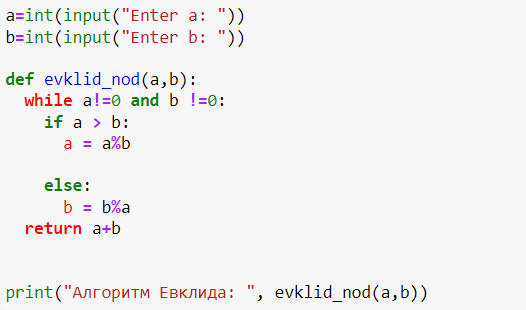 a=int(input("Enter a: "))
b=int(input("Enter b: "))
def evklid_nod(a,b):
  while a!=0 and b !=0:
    if a > b:
      a = a%b
    else:
      b = b%a
  return a+b
print("Алгоритм Евклида: ", evklid_nod(a,b))